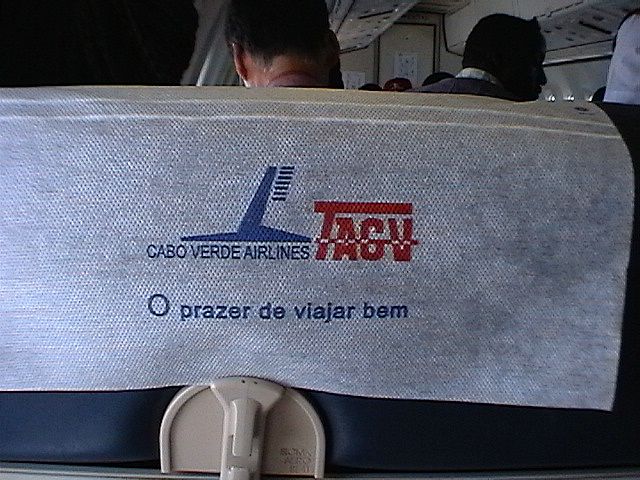 CABO VERDE AIRLINES TACV
O prazer de viajar bem